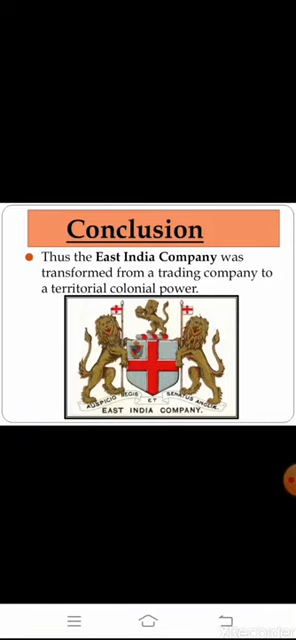 Conclusion
Thus the East India Company was
transformed from a trading company to
a territorial colonial power.
AUSPICIO REGIS ET SENATUS ANGLIÆ
EAST INDIA COMPANY.
XRecorder